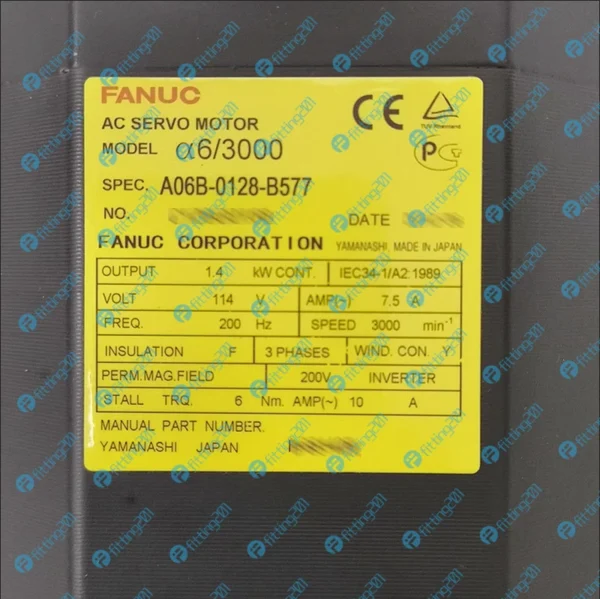 FANUC
AC SERVO MOTOR
MODEL α6/3000
TÜV Rheinland
SPEC. A06B-0128-B577
NO. DATE
FANUC CORPORATION YAMANASHI, MADE IN JAPAN
OUTPUT 1.4 kW CONT. IEC34-1/A2:1989
VOLT 114 V AMP(~) 7.5 A
FREQ. 200 Hz SPEED 3000 min⁻¹
INSULATION F 3 PHASES WIND. CON.
PERM.MAG.FIELD 200V INVERTER
STALL TRQ. 6 Nm. AMP(~) 10 A
MANUAL PART NUMBER.
YAMANASHI JAPAN
fitting201